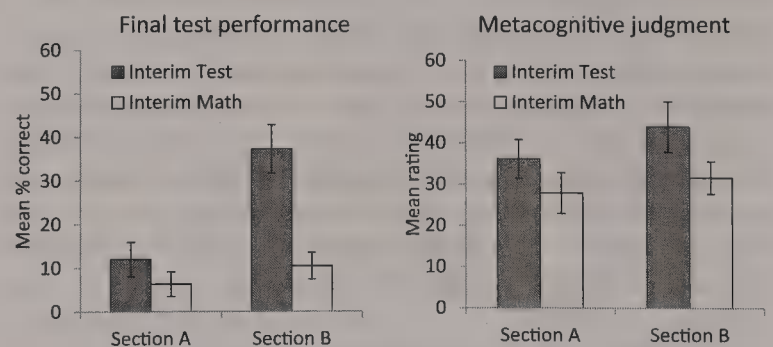 Final test performance
60
50
40
30
20
10
0
Mean % correct
Interim Test
Interim Math
Section A
Section B
Metacognitive judgment
60
50
40
30
20
10
0
Mean rating
Interim Test
Interim Math
Section A
Section B